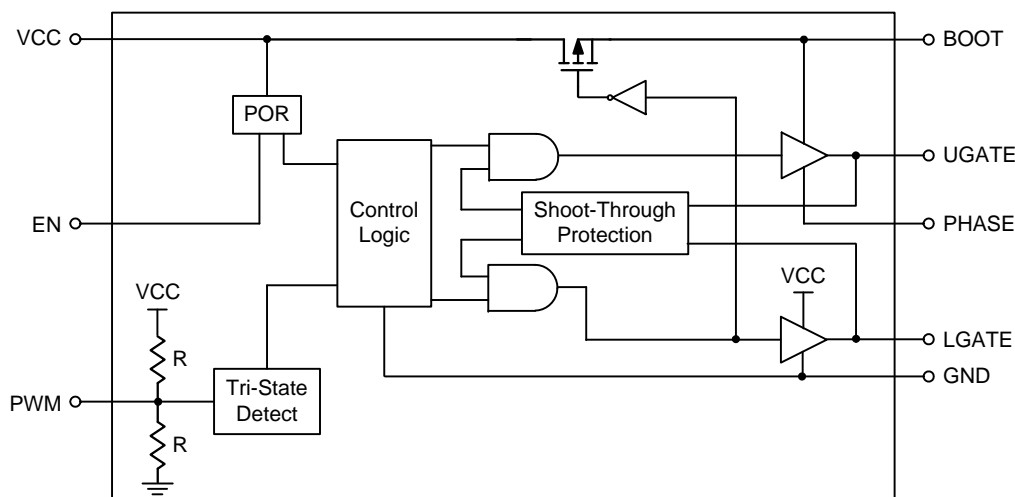 VCC
BOOT
POR
UGATE
Control
Logic
Shoot-Through
Protection
EN
PHASE
VCC
VCC
R
LGATE
Tri-State
Detect
GND
PWM
R